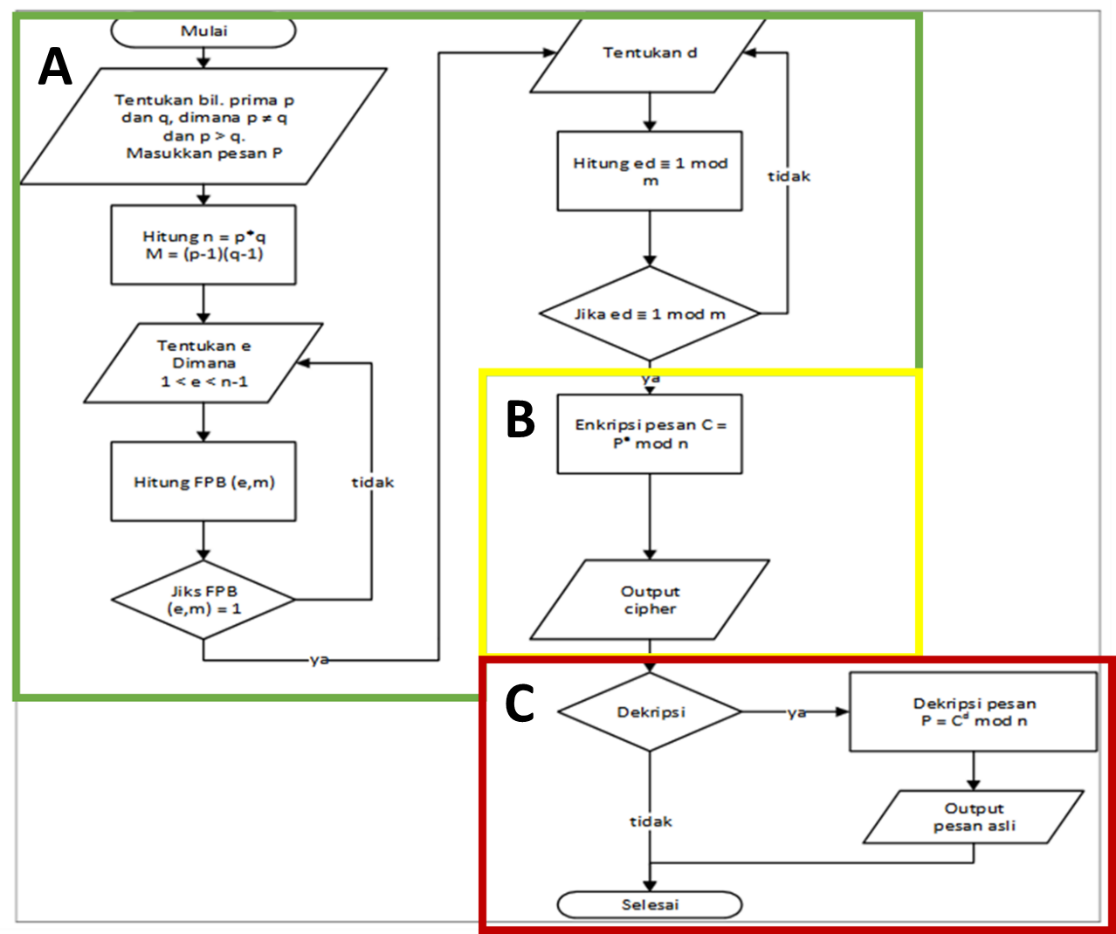 A
Mulai
Tentukan bil. prima p
dan q, dimana p ≠ q
dan p > q.
Masukkan pesan P
Hitung n = p*q
M = (p-1)(q-1)
Tentukan e
Dimana
1 < e < n-1
Hitung FPB (e,m)
tidak
Jiks FPB
(e,m) = 1
ya
Tentukan d
Hitung ed ≡ 1 mod
m
tidak
Jika ed ≡ 1 mod m
ya
B
Enkripsi pesan C =
Pᵉ mod n
Output
cipher
C
Dekripsi
ya
Dekripsi pesan
P = Cᵈ mod n
Output
pesan asli
tidak
Selesai